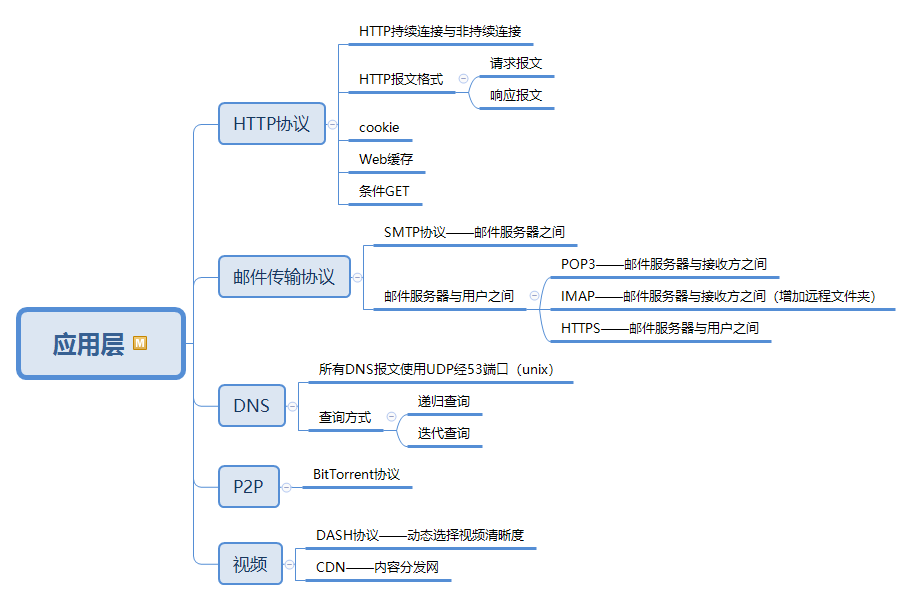 应用层 M
HTTP协议
HTTP持续连接与非持续连接
HTTP报文格式
请求报文
响应报文
cookie
Web缓存
条件GET
邮件传输协议
SMTP协议——邮件服务器之间
邮件服务器与用户之间
POP3——邮件服务器与接收方之间
IMAP——邮件服务器与接收方之间（增加远程文件夹）
HTTPS——邮件服务器与用户之间
DNS
所有DNS报文使用UDP经53端口（unix）
查询方式
递归查询
迭代查询
P2P
BitTorrent协议
视频
DASH协议——动态选择视频清晰度
CDN——内容分发网